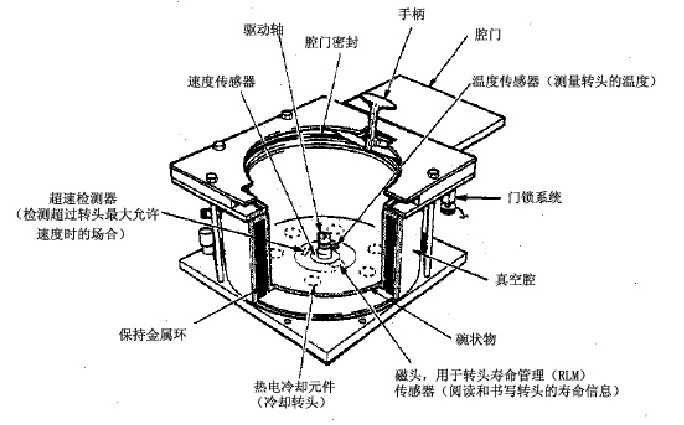 手柄
驱动轴
腔门密封
腔门
速度传感器
温度传感器（测量转头的温度）
超速检测器
（检测超过转头最大允许
速度时的场合）
门锁系统
真空腔
保持金属环
碗状物
热电冷却元件
（冷却转头）
磁头，用于转头寿命管理（RLM）
传感器（阅读和书写转头的寿命信息）